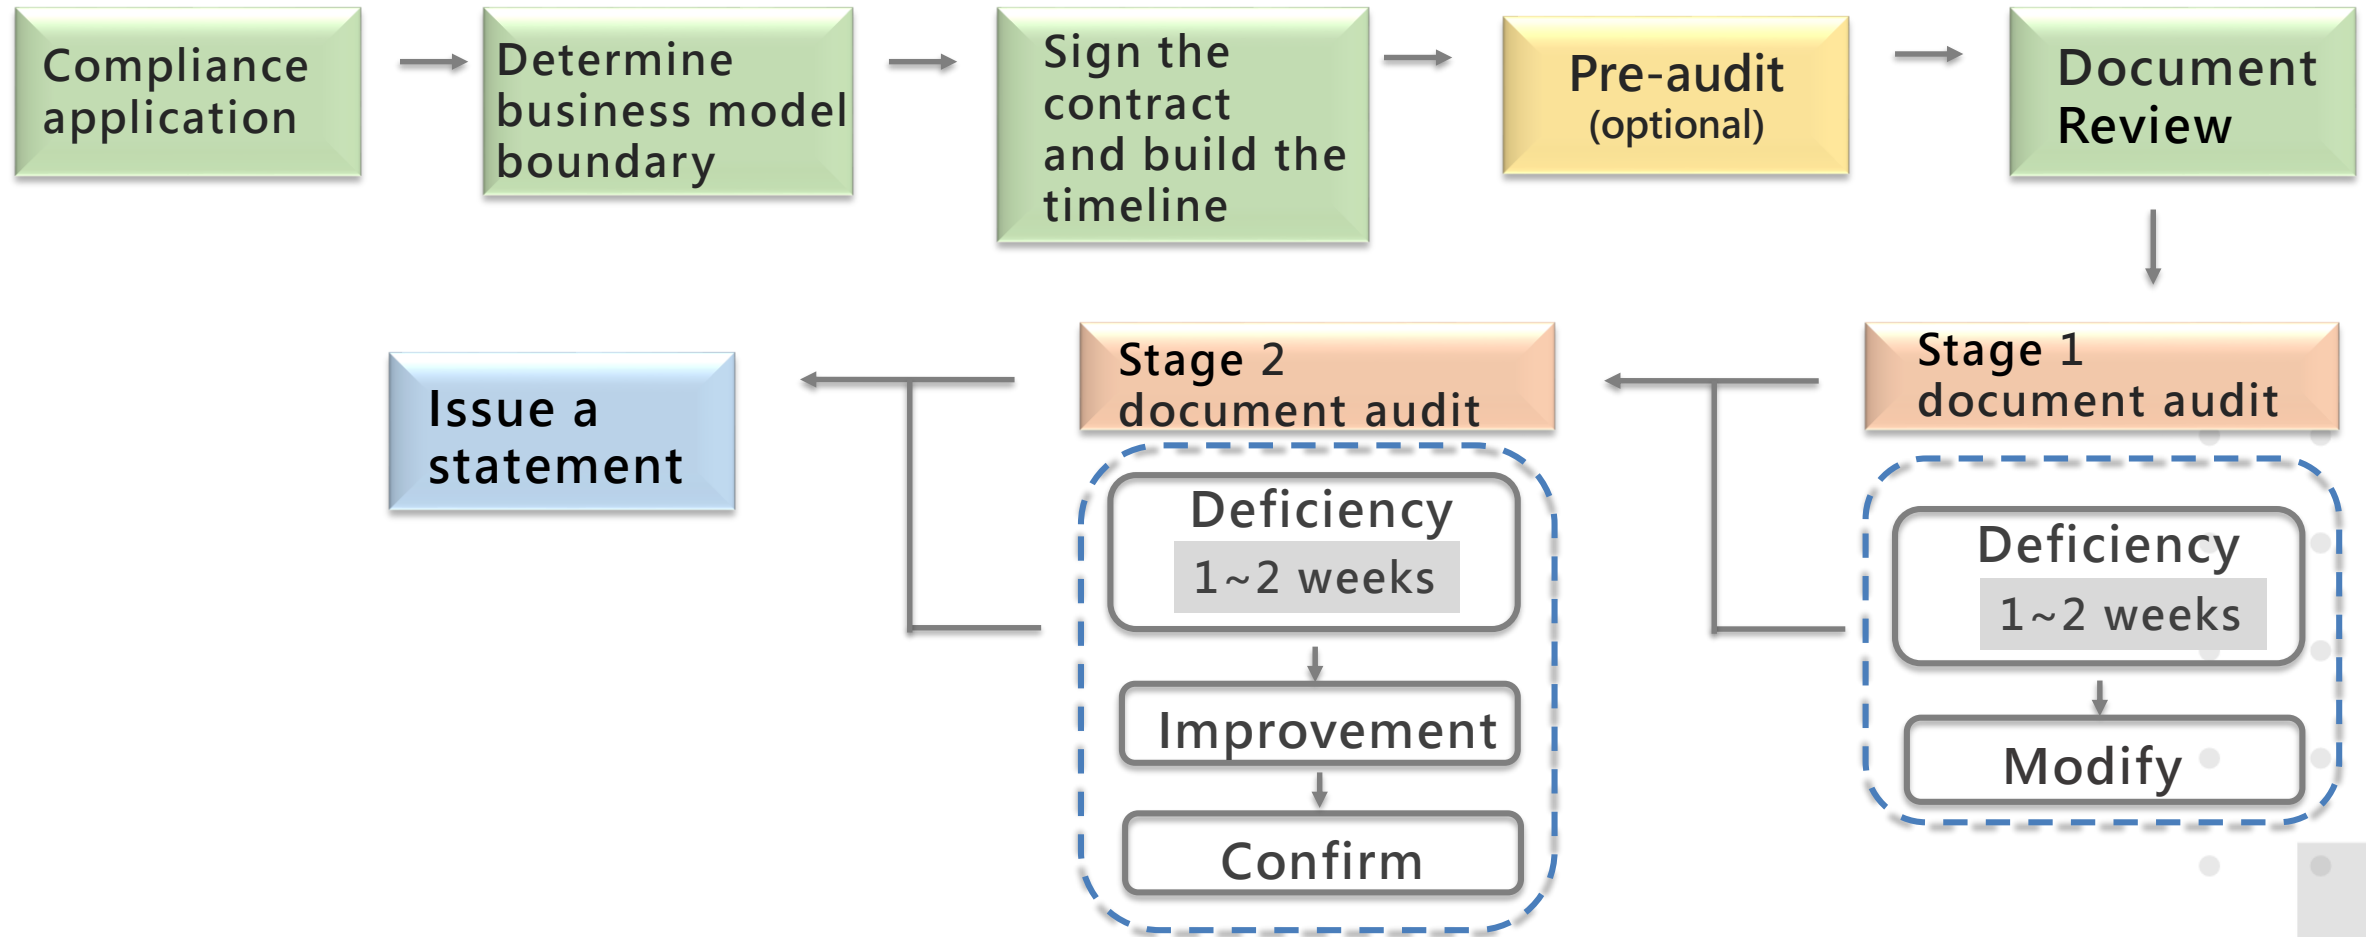 Compliance
application
Determine
business model
boundary
Sign the
contract
and build the
timeline
Pre-audit
(optional)
Document
Review
Stage 1
document audit
Deficiency
1~2 weeks
Modify
Stage 2
document audit
Deficiency
1~2 weeks
Improvement
Confirm
Issue a
statement